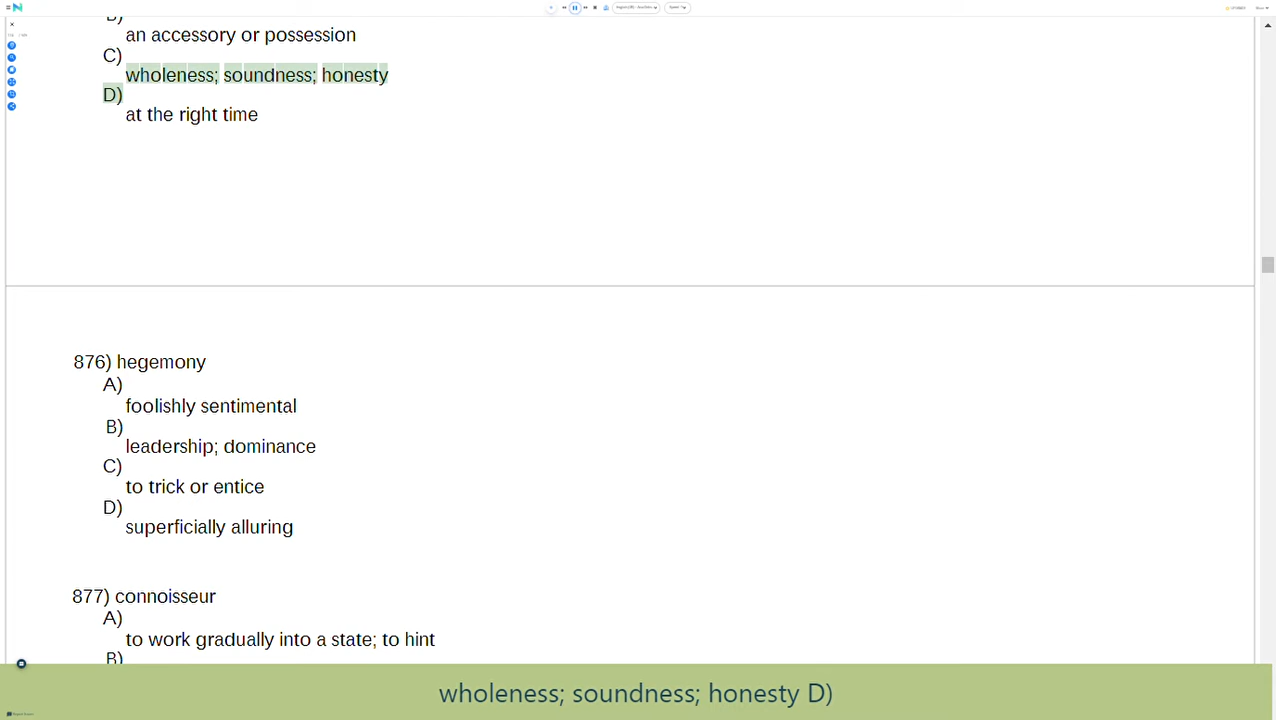 B)
an accessory or possession
C)
wholeness; soundness; honesty
D)
at the right time
876) hegemony
A)
foolishly sentimental
B)
leadership; dominance
C)
to trick or entice
D)
superficially alluring
877) connoisseur
A)
to work gradually into a state; to hint
B)
wholeness; soundness; honesty D)